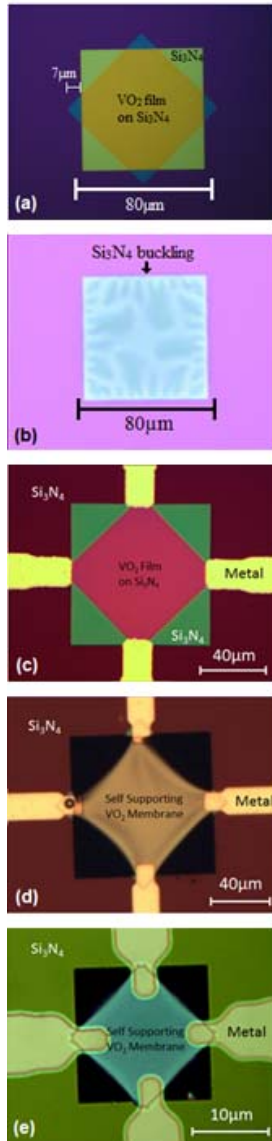 Si₃N₄
7μm
VO₂ film
on Si₃N₄
80μm
(a)
Si₃N₄ buckling
80μm
(b)
Si₃N₄
VO₂ Film
on Si₃N₄
Metal
Si₃N₄
40μm
(c)
Si₃N₄
Self Supporting
VO₂ Membrane
Metal
40μm
(d)
Si₃N₄
Self Supporting
VO₂ Membrane
Metal
10μm
(e)